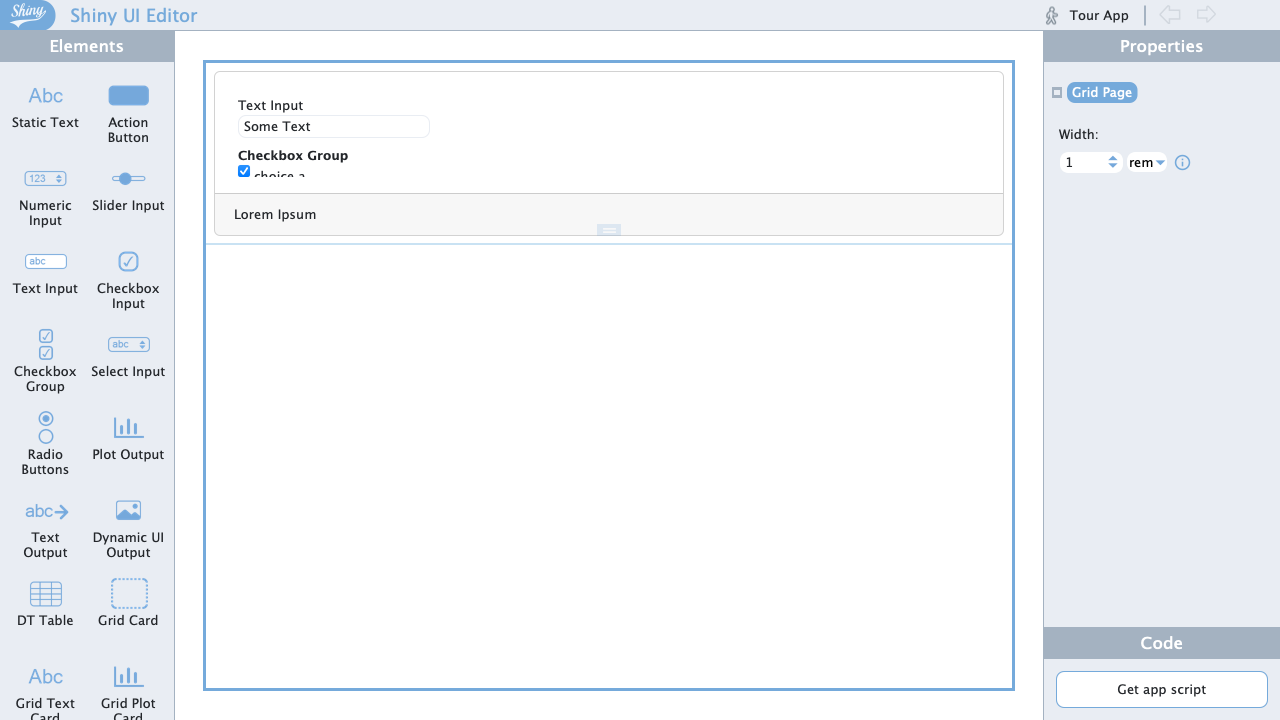 Shiny
Shiny UI Editor
Tour App
Elements
Properties
Abc
Static Text
Action
Button
123
Numeric
Input
Slider Input
abc
Text Input
Checkbox
Input
Checkbox
Group
abc
Select Input
Radio
Buttons
Plot Output
abc
Text
Output
Dynamic UI
Output
DT Table
Grid Card
Abc
Grid Text
Card
Grid Plot
Card
Text Input
Some Text
Checkbox Group
choice a
Lorem Ipsum
Grid Page
Width:
1
rem
Code
Get app script